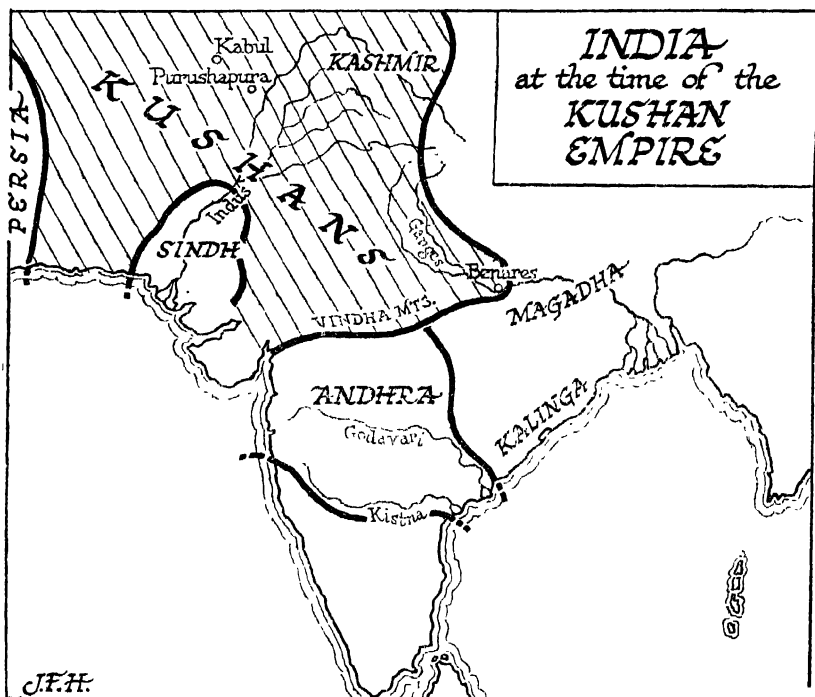 INDIA
at the time of the
KUSHAN
EMPIRE
Kabul
Purushapura
KASHMIR
KUSHANS
PERSIA
Indus
SINDH
Ganges
Benares
MAGADHA
VINDHA MTS.
ANDHRA
KALINGA
Godavari
Kistna
J.F.H.